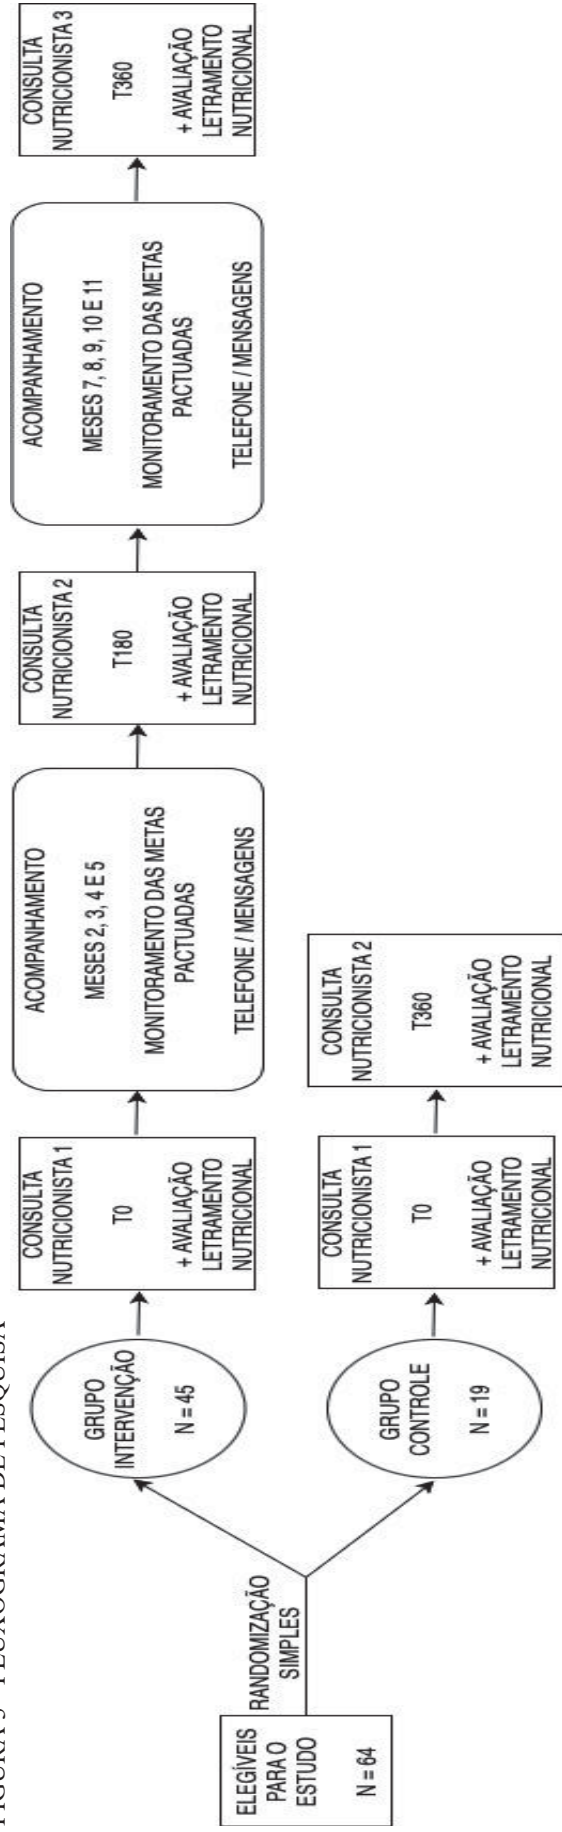 FIGURA 3 - FLUXOGRAMA DE PESQUISA
ELEGÍVEIS
PARA O
ESTUDO
N = 64
RANDOMIZAÇÃO
SIMPLES
GRUPO
INTERVENÇÃO
N = 45
CONSULTA
NUTRICIONISTA 1
T0
+ AVALIAÇÃO
LETRAMENTO
NUTRICIONAL
ACOMPANHAMENTO
MESES 2, 3, 4 E 5
MONITORAMENTO DAS METAS
PACTUADAS
TELEFONE / MENSAGENS
CONSULTA
NUTRICIONISTA 2
T180
+ AVALIAÇÃO
LETRAMENTO
NUTRICIONAL
ACOMPANHAMENTO
MESES 7, 8, 9, 10 E 11
MONITORAMENTO DAS METAS
PACTUADAS
TELEFONE / MENSAGENS
CONSULTA
NUTRICIONISTA 3
T360
+ AVALIAÇÃO
LETRAMENTO
NUTRICIONAL
GRUPO
CONTROLE
N = 19
CONSULTA
NUTRICIONISTA 1
T0
+ AVALIAÇÃO
LETRAMENTO
NUTRICIONAL
CONSULTA
NUTRICIONISTA 2
T360
+ AVALIAÇÃO
LETRAMENTO
NUTRICIONAL